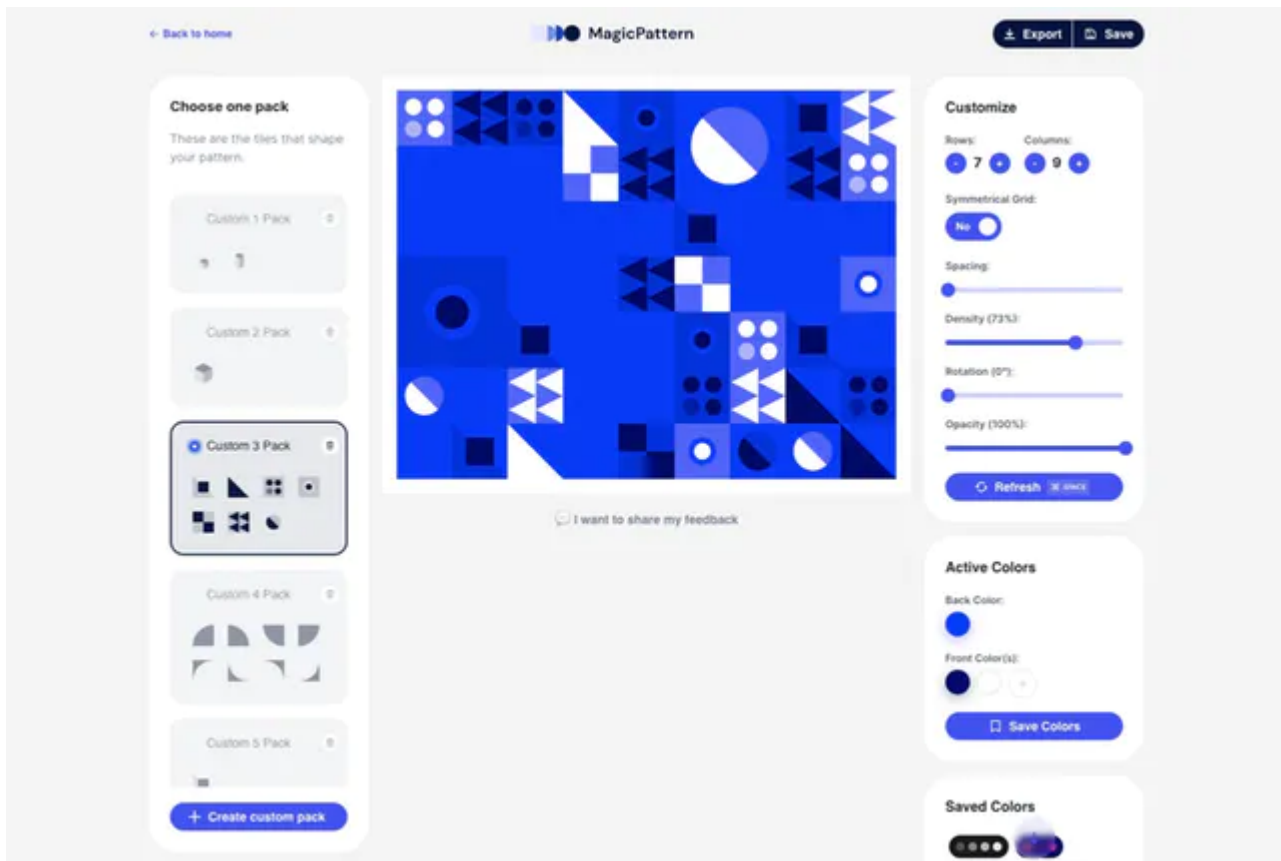 ← Back to home
MagicPattern
Export
Save
Choose one pack
These are the tiles that shape
your pattern.
Custom 1 Pack
Custom 2 Pack
Custom 3 Pack
Custom 4 Pack
Custom 5 Pack
+ Create custom pack
I want to share my feedback
Customize
Rows:
Columns:
- 7 +
- 9 +
Symmetrical Grid:
No
Spacing:
Density (73%):
Rotation (0°):
Opacity (100%):
Refresh ⌘ SPACE
Active Colors
Back Color:
Front Color(s):
+
Save Colors
Saved Colors